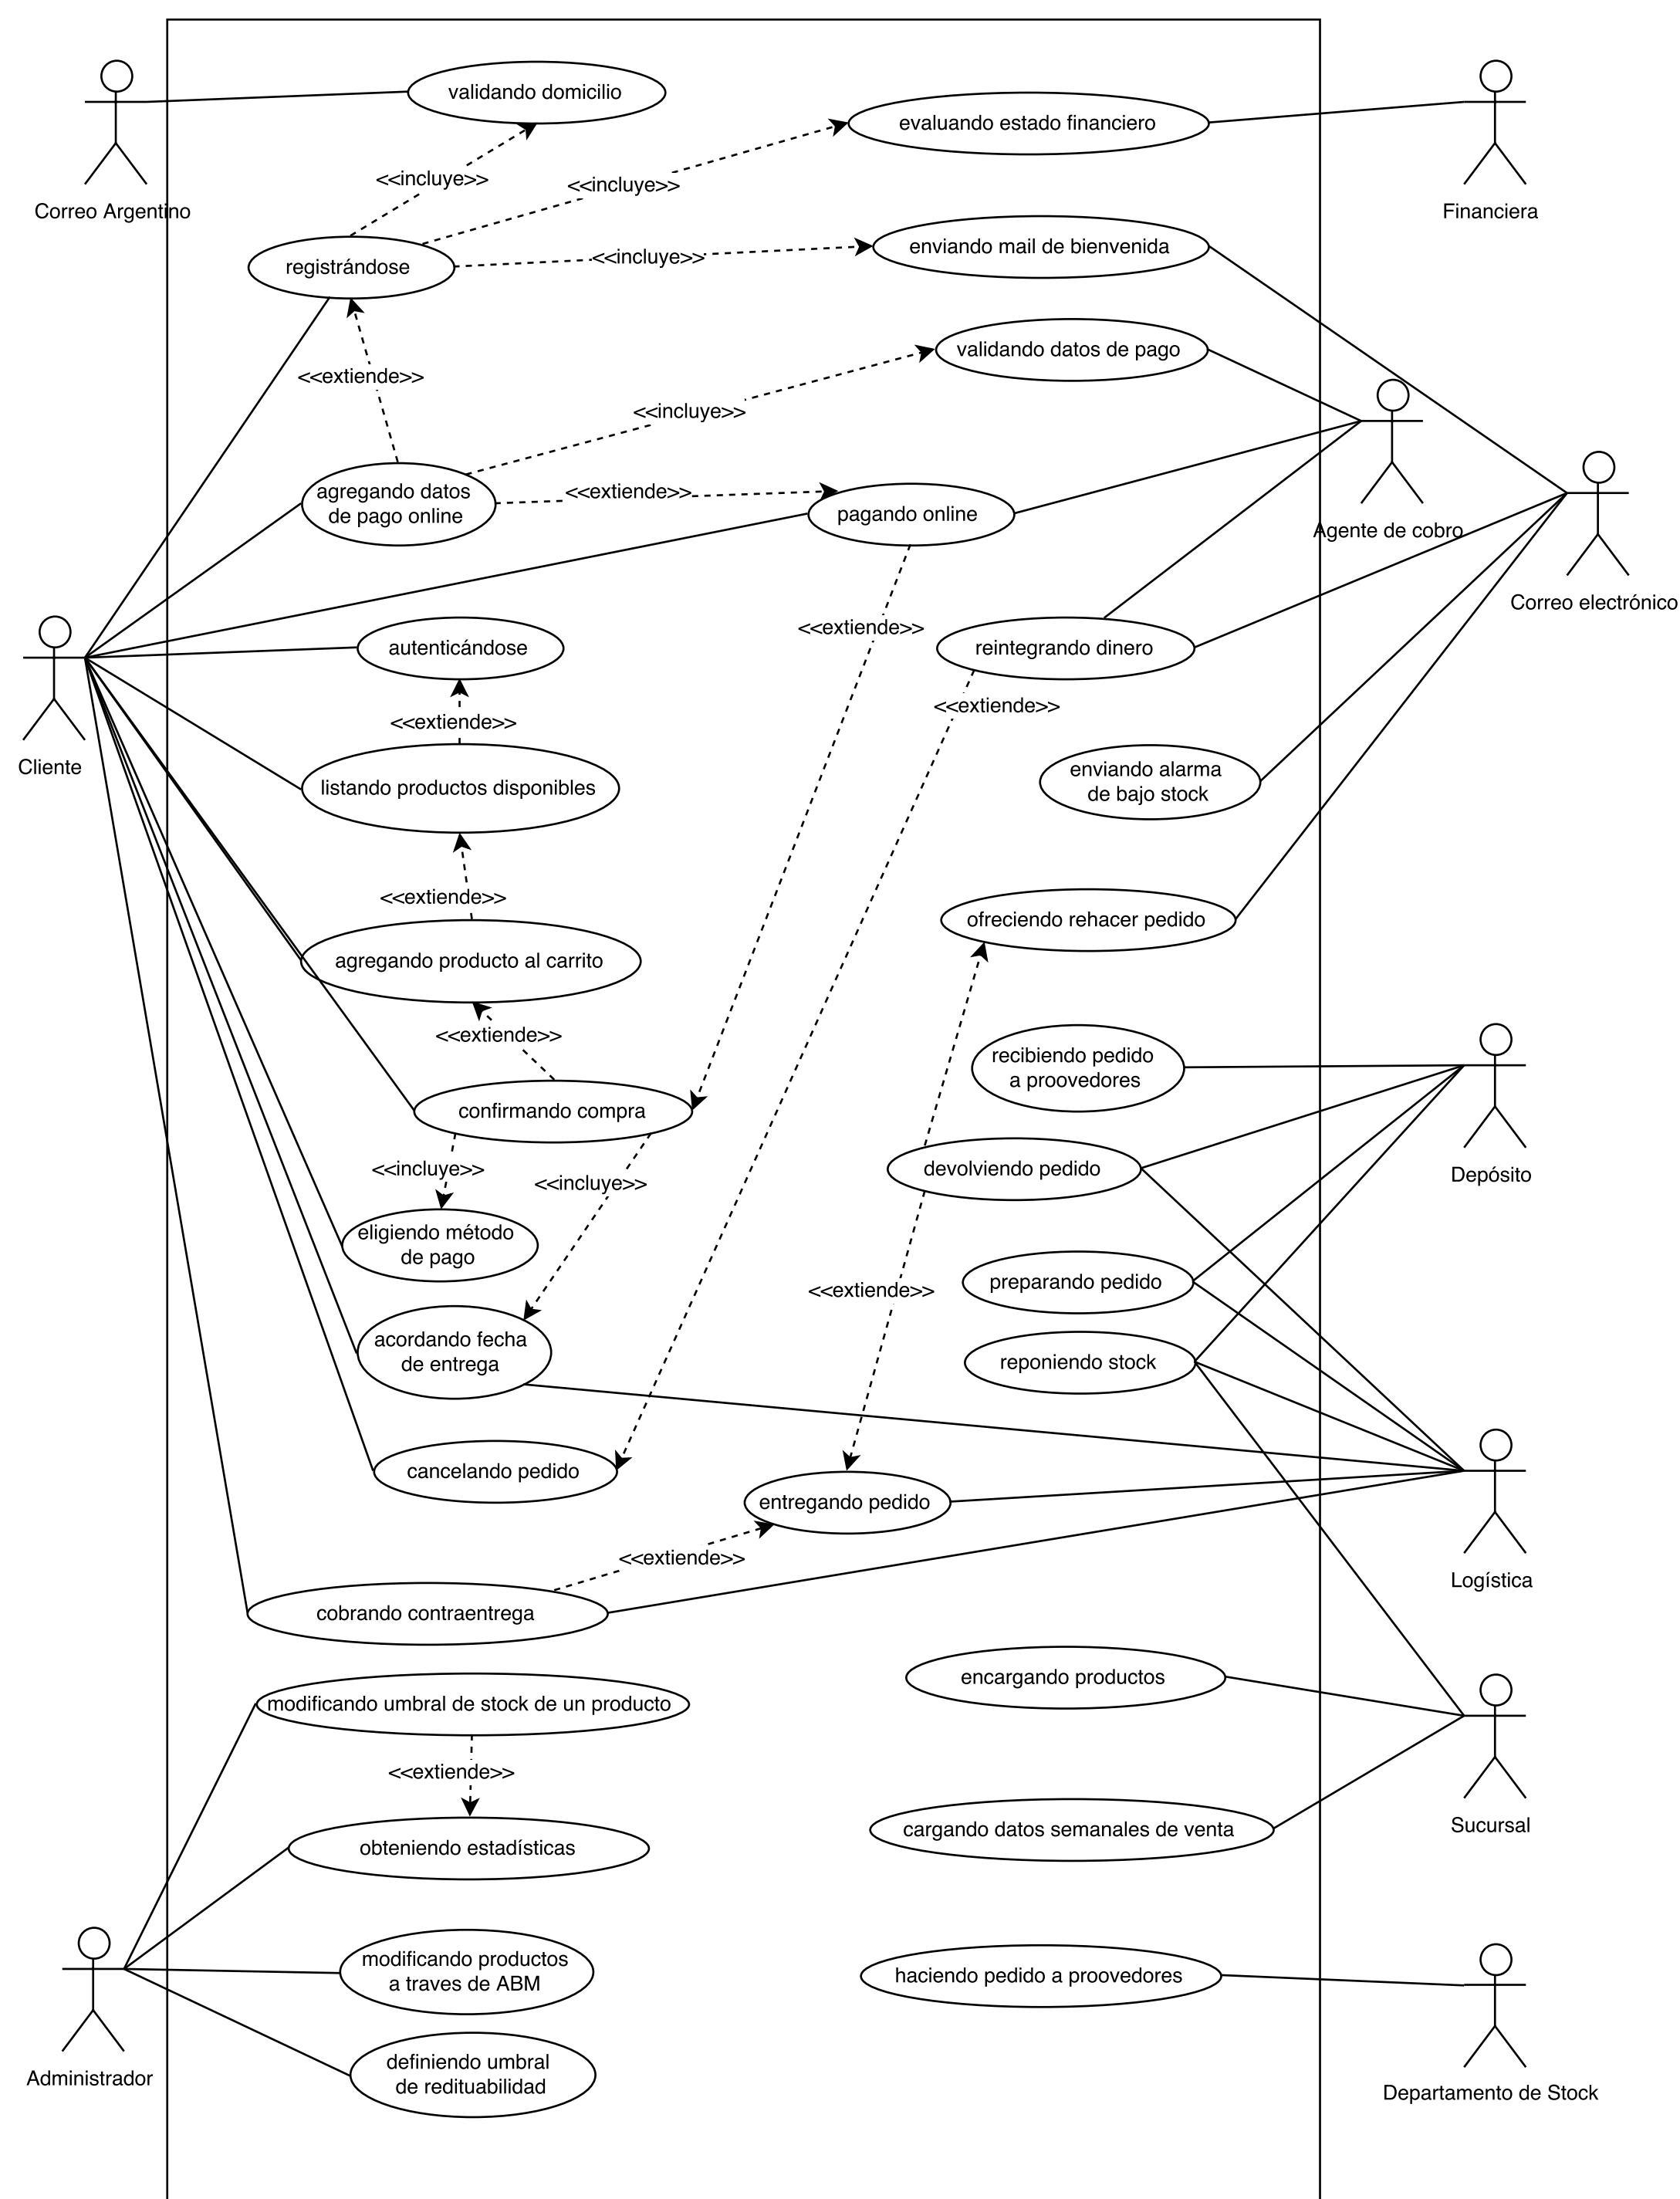 validando domicilio
evaluando estado financiero
<<incluye>>
<<incluye>>
Correo Argentino
Financiera
enviando mail de bienvenida
<<incluye>>
registrándose
validando datos de pago
<<extiende>>
<<incluye>>
agregando datos
de pago online
<<extiende>>
pagando online
Agente de cobro
Correo electrónico
<<extiende>>
autenticándose
reintegrando dinero
<<extiende>>
<<extiende>>
Cliente
enviando alarma
de bajo stock
listando productos disponibles
<<extiende>>
ofreciendo rehacer pedido
agregando producto al carrito
<<extiende>>
recibiendo pedido
a proovedores
confirmando compra
<<incluye>>
<<incluye>>
devolviendo pedido
Depósito
eligiendo método
de pago
preparando pedido
<<extiende>>
acordando fecha
de entrega
reponiendo stock
cancelando pedido
entregando pedido
<<extiende>>
Logística
cobrando contraentrega
encargando productos
modificando umbral de stock de un producto
<<extiende>>
Sucursal
cargando datos semanales de venta
obteniendo estadísticas
modificando productos
a traves de ABM
haciendo pedido a proovedores
definiendo umbral
de redituabilidad
Administrador
Departamento de Stock